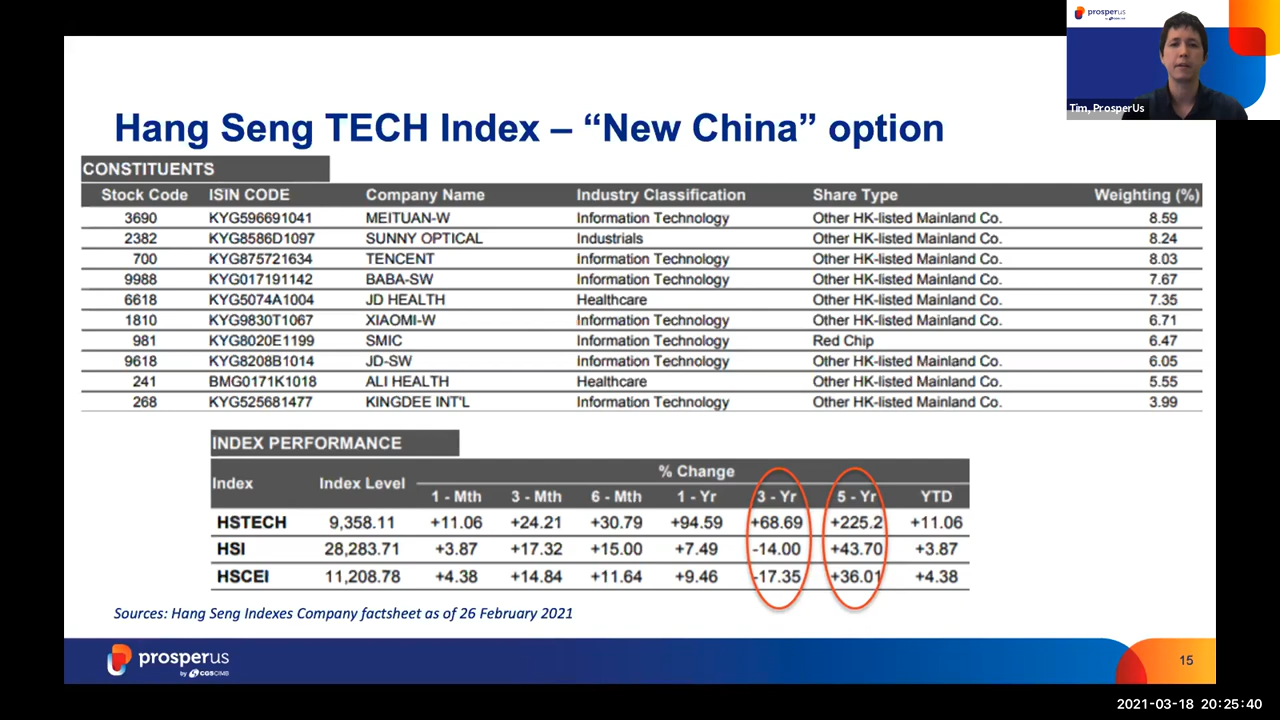 prosperus
Tim, ProsperUs
Hang Seng TECH Index – “New China” option
CONSTITUENTS
Stock Code ISIN CODE Company Name Industry Classification Share Type Weighting (%)
3690 KYG596691041 MEITUAN-W Information Technology Other HK-listed Mainland Co. 8.59
2382 KYG8586D1097 SUNNY OPTICAL Industrials Other HK-listed Mainland Co. 8.24
700 KYG875721634 TENCENT Information Technology Other HK-listed Mainland Co. 8.03
9988 KYG017191142 BABA-SW Information Technology Other HK-listed Mainland Co. 7.67
6618 KYG5074A1004 JD HEALTH Healthcare Other HK-listed Mainland Co. 7.35
1810 KYG9830T1067 XIAOMI-W Information Technology Other HK-listed Mainland Co. 6.71
981 KYG8020E1199 SMIC Information Technology Red Chip 6.47
9618 KYG8208B1014 JD-SW Information Technology Other HK-listed Mainland Co. 6.05
241 BMG0171K1018 ALI HEALTH Healthcare Other HK-listed Mainland Co. 5.55
268 KYG525681477 KINGDEE INT'L Information Technology Other HK-listed Mainland Co. 3.99
INDEX PERFORMANCE
% Change
Index Index Level 1 - Mth 3 - Mth 6 - Mth 1 - Yr 3 - Yr 5 - Yr YTD
HSTECH 9,358.11 +11.06 +24.21 +30.79 +94.59 +68.69 +225.2 +11.06
HSI 28,283.71 +3.87 +17.32 +15.00 +7.49 -14.00 +43.70 +3.87
HSCEI 11,208.78 +4.38 +14.84 +11.64 +9.46 -17.35 +36.01 +4.38
Sources: Hang Seng Indexes Company factsheet as of 26 February 2021
prosperus
by CGS CIMB
15
2021-03-18 20:25:40